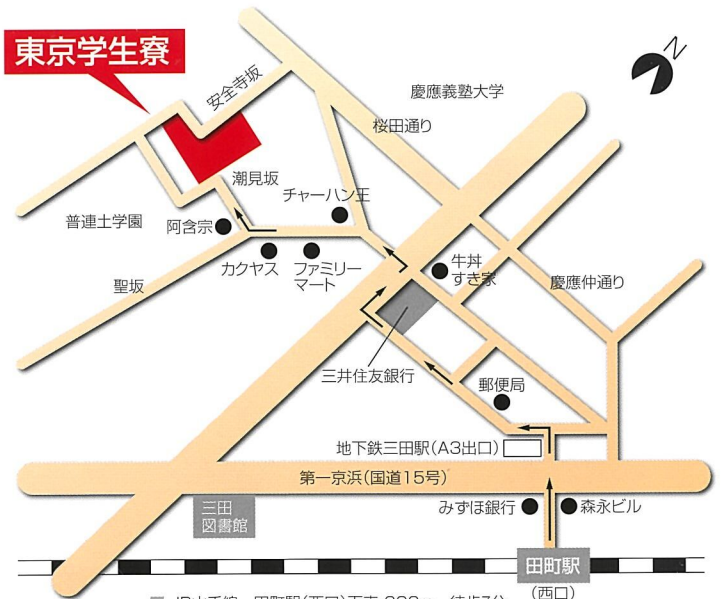 東京学生寮
安全寺坂
慶應義塾大学
桜田通り
潮見坂
チャーハン王
普連土学園
阿含宗
カクヤス
ファミリー
マート
牛丼
すき家
慶應仲通り
聖坂
三井住友銀行
郵便局
地下鉄三田駅(A3出口)
第一京浜(国道15号)
三田
図書館
みずほ銀行
森永ビル
田町駅
(西口)
N